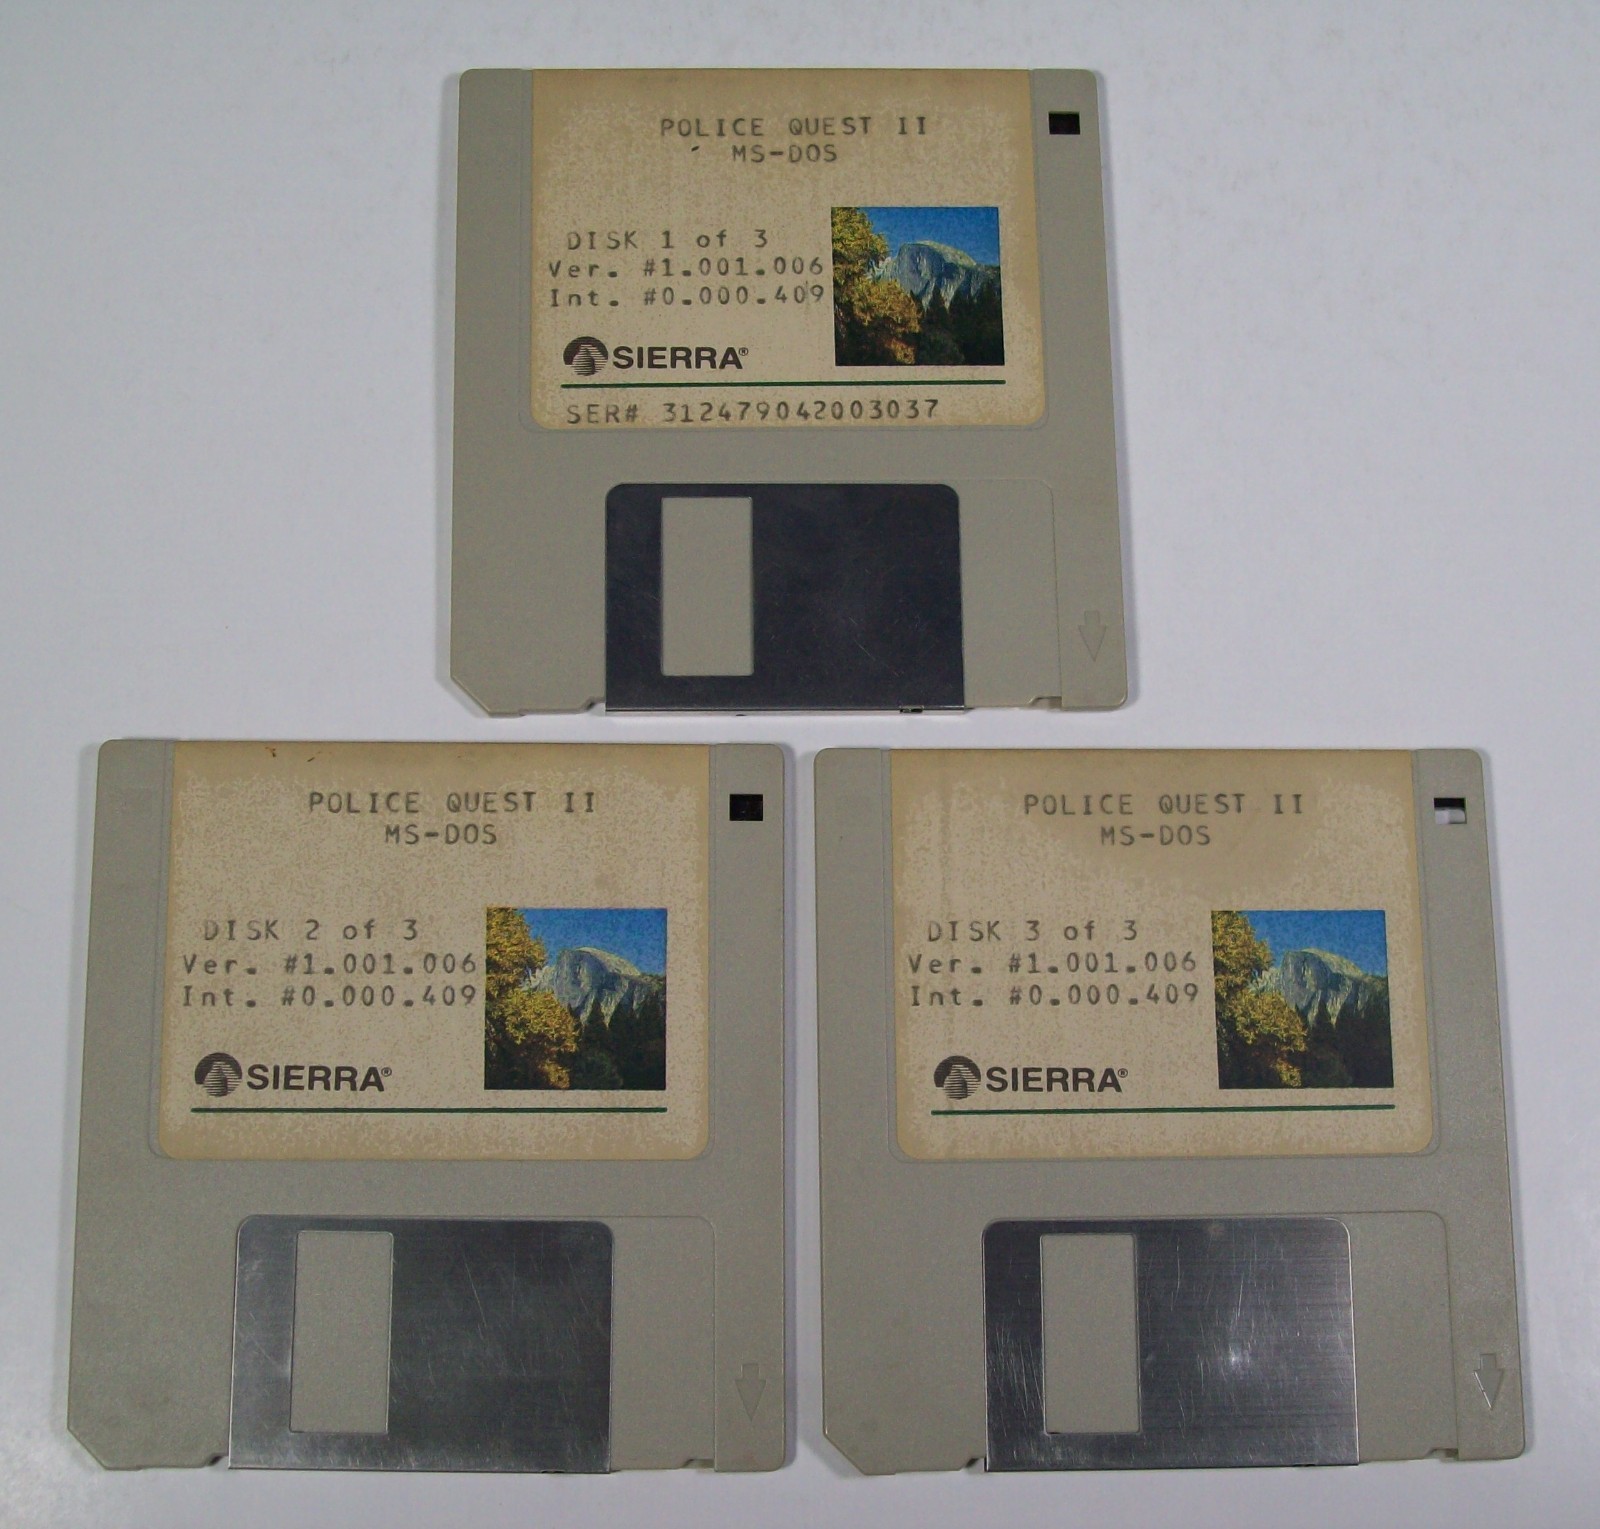 POLICE QUEST II
MS-DOS
DISK 1 of 3
Ver. #1.001.006
Int. #0.000.409
SIERRA®
SER# 312479042003037
POLICE QUEST II
MS-DOS
DISK 2 of 3
Ver. #1.001.006
Int. #0.000.409
SIERRA®
POLICE QUEST II
MS-DOS
DISK 3 of 3
Ver. #1.001.006
Int. #0.000.409
SIERRA®